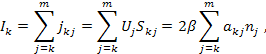 I_k = \sum_{j=k}^{m} j_{kj} = \sum_{j=k}^{m} U_j S_{kj} = 2\beta \sum_{j=k}^{m} a_{kj} n_j ,